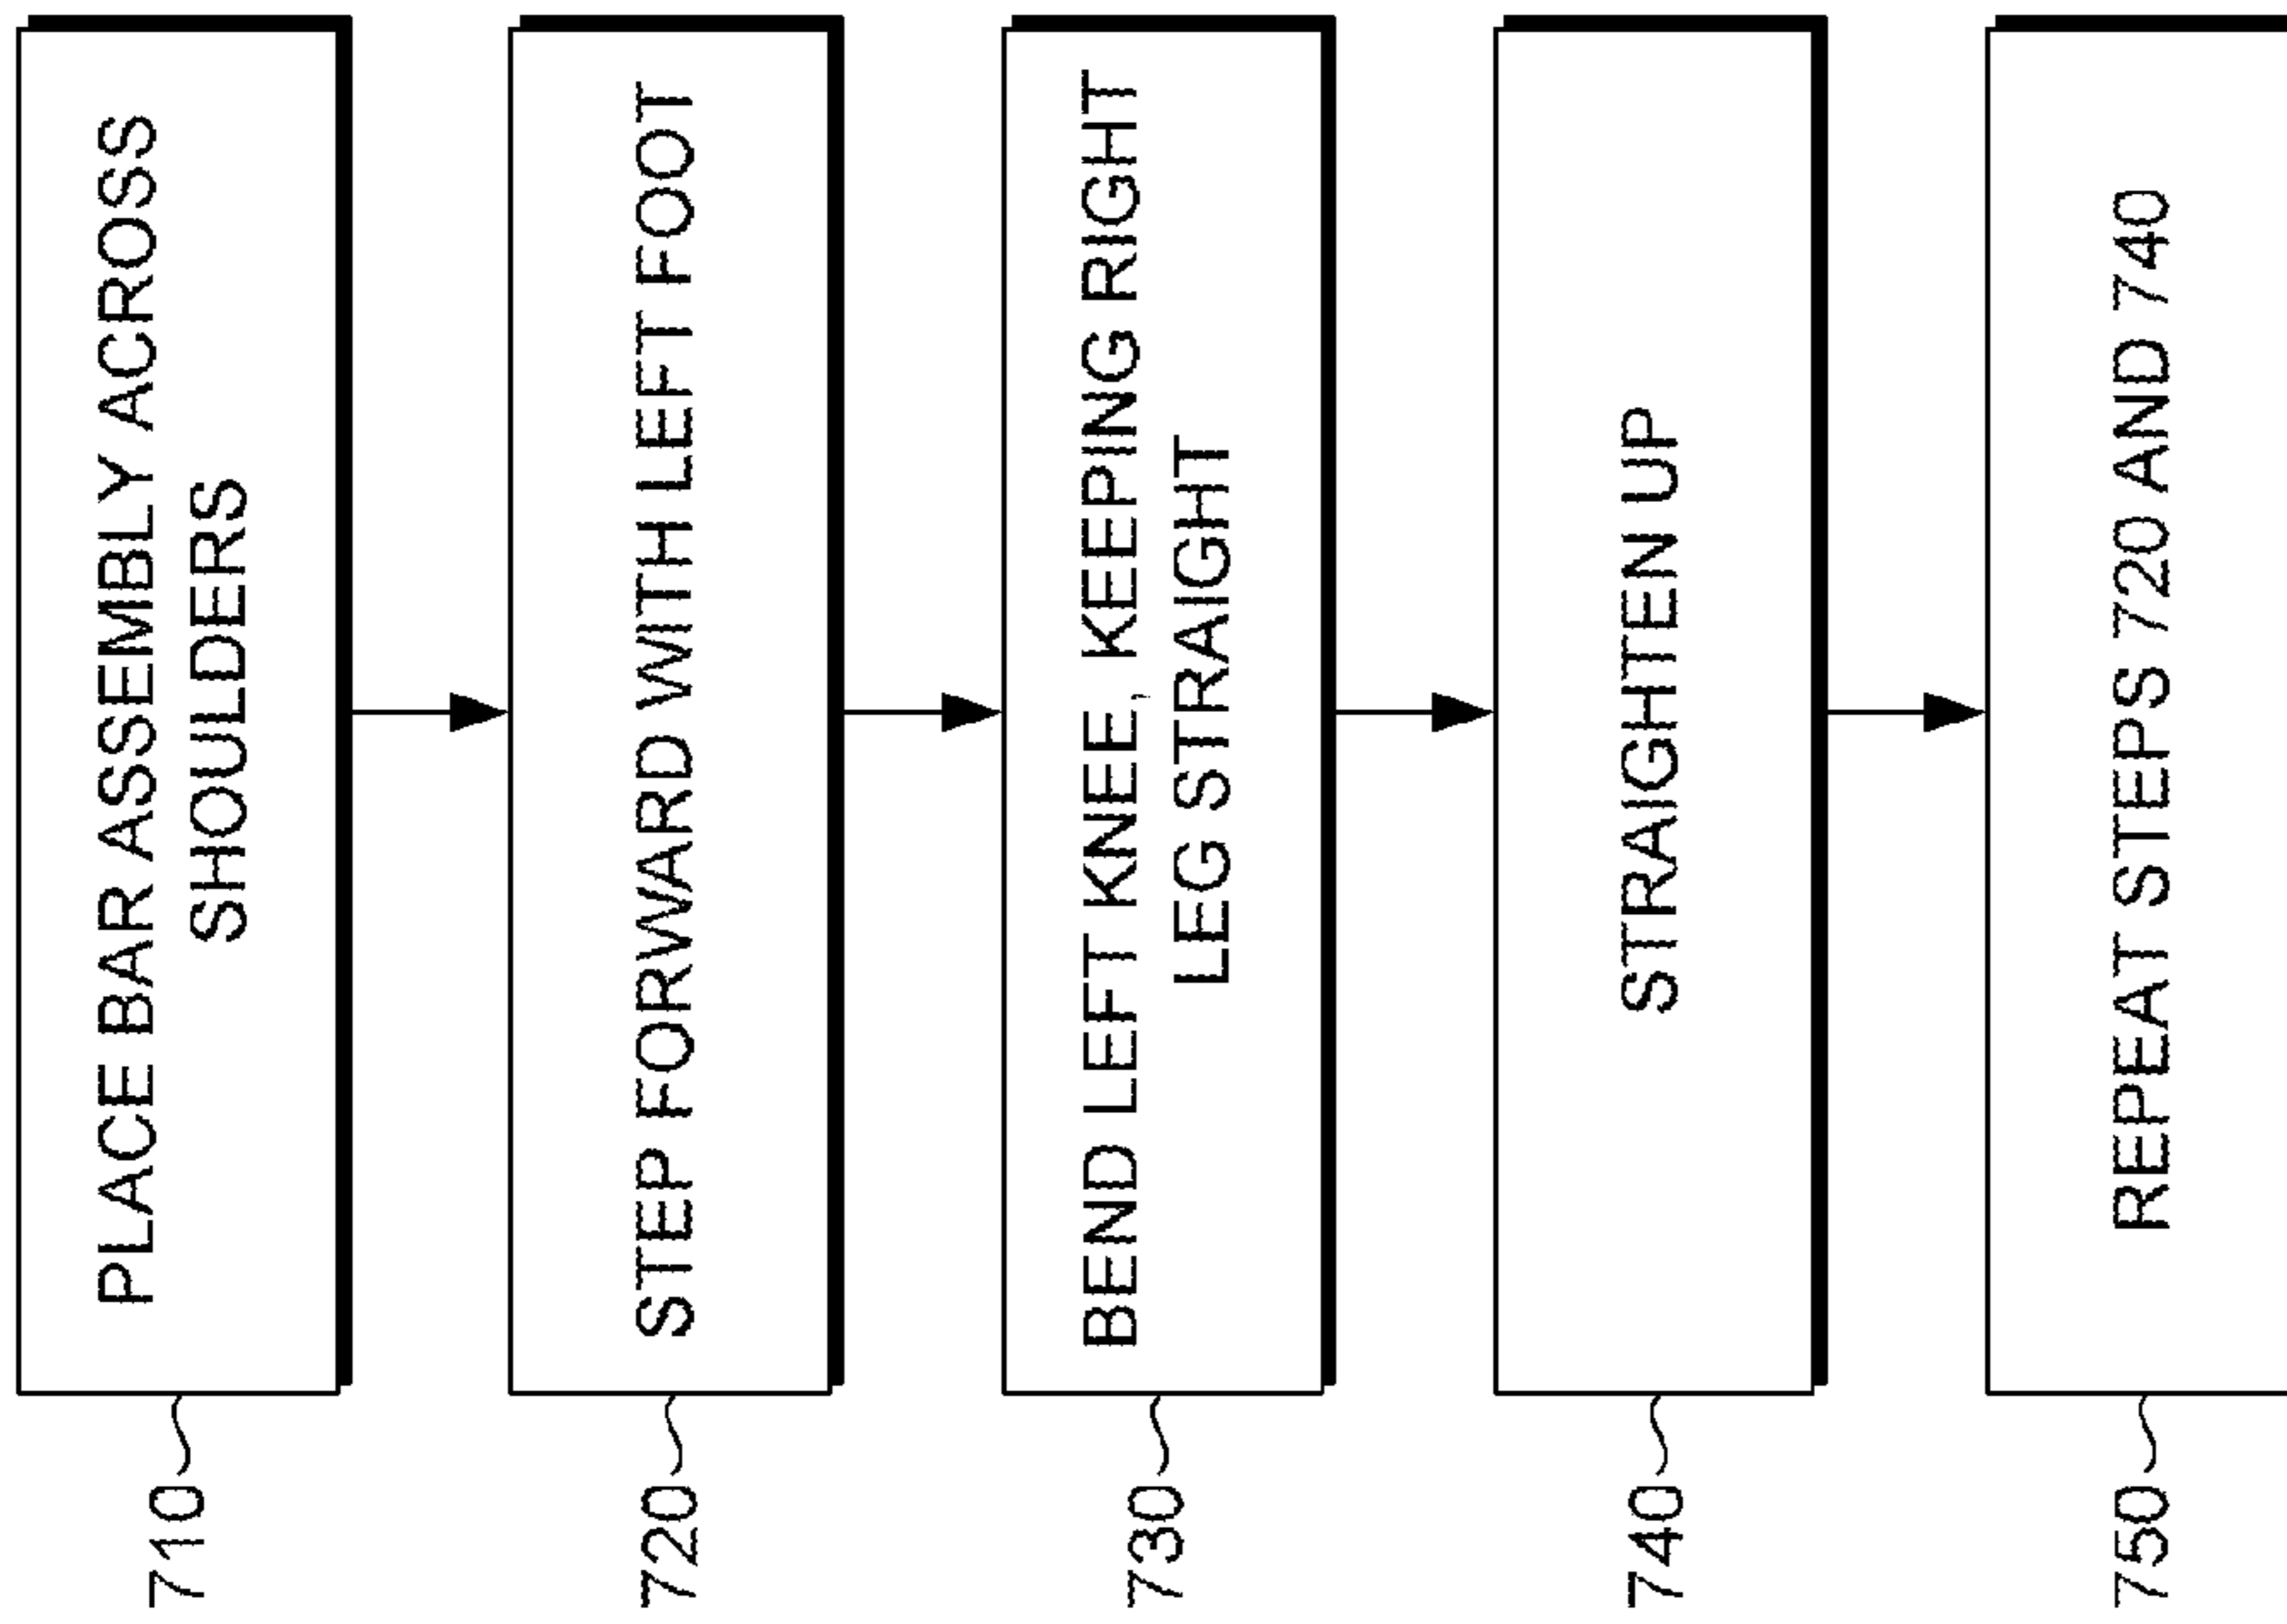 710
PLACE BAR ASSEMBLY ACROSS
SHOULDERS
720
STEP FORWARD WITH LEFT FOOT
730
BEND LEFT KNEE, KEEPING RIGHT
LEG STRAIGHT
740
STRAIGHTEN UP
750
REPEAT STEPS 720 AND 740